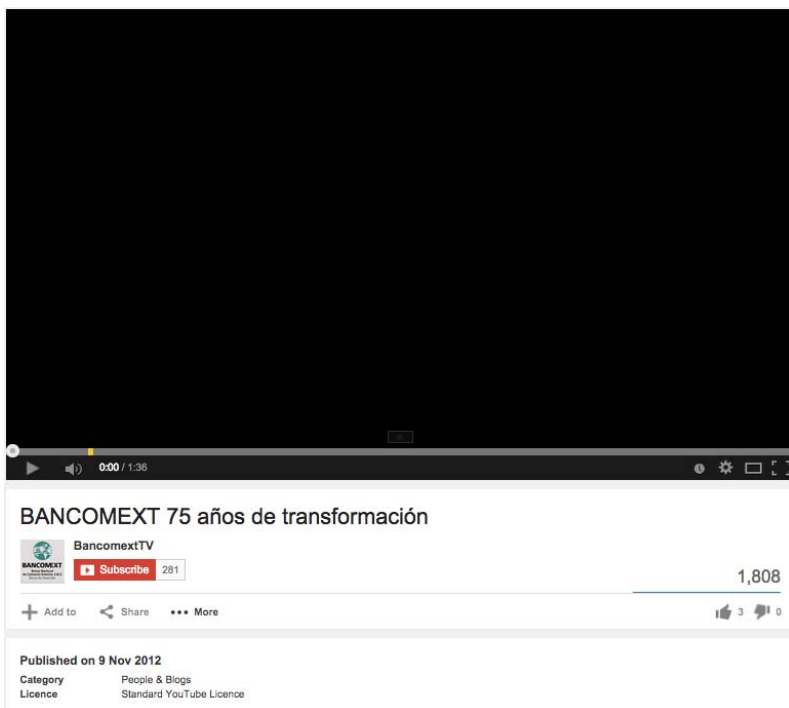 0:00 / 1:36
BANCOMEXT 75 años de transformación
BANCOMEXT
BancomextTV
Subscribe 281
1,808
Add to Share More
3 0
Published on 9 Nov 2012
Category People & Blogs
Licence Standard YouTube Licence